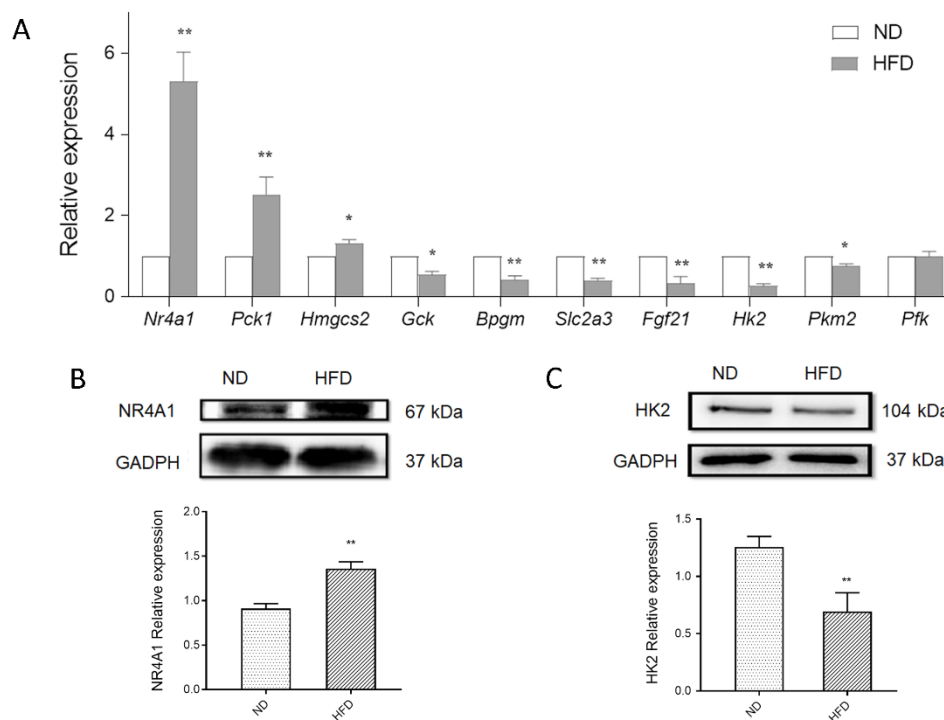 A
Relative expression
6
4
2
0
ND
HFD
** ** * * ** ** ** ** *
Nr4a1 Pck1 Hmgcs2 Gck Bpgm Slc2a3 Fgf21 Hk2 Pkm2 Pfk
B
ND HFD
NR4A1 67 kDa
GADPH 37 kDa
NR4A1 Relative expression
2.0
1.5
1.0
0.5
0.0
**
ND HFD
C
ND HFD
HK2 104 kDa
GADPH 37 kDa
HK2 Relative expression
1.5
1.0
0.5
0.0
**
ND HFD